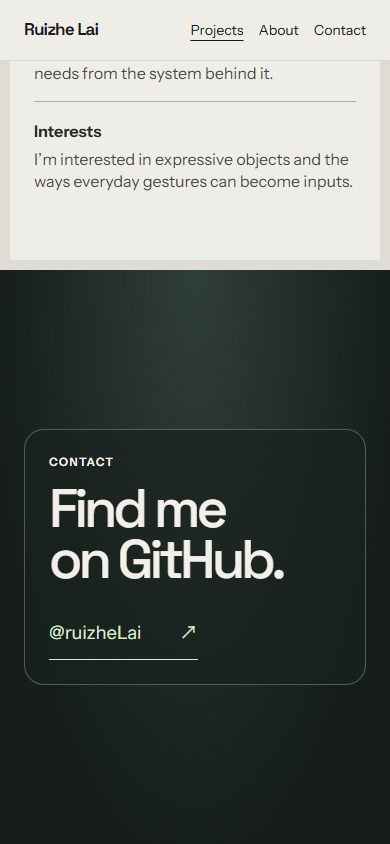 Ruizhe Lai
Projects About Contact
needs from the system behind it.
Interests
I’m interested in expressive objects and the
ways everyday gestures can become inputs.
CONTACT
Find me
on GitHub.
@ruizheLai ↗